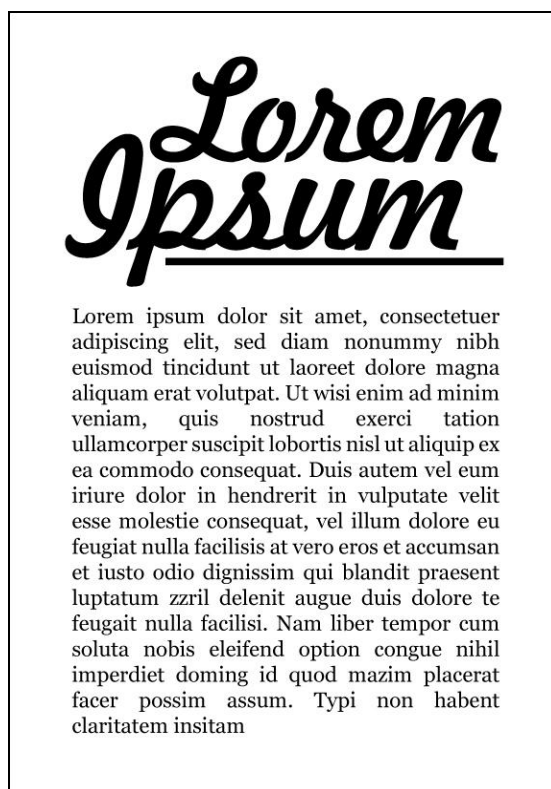 Lorem
Ipsum
Lorem ipsum dolor sit amet, consectetuer
adipiscing elit, sed diam nonummy nibh
euismod tincidunt ut laoreet dolore magna
aliquam erat volutpat. Ut wisi enim ad minim
veniam, quis nostrud exerci tation
ullamcorper suscipit lobortis nisl ut aliquip ex
ea commodo consequat. Duis autem vel eum
iriure dolor in hendrerit in vulputate velit
esse molestie consequat, vel illum dolore eu
feugiat nulla facilisis at vero eros et accumsan
et iusto odio dignissim qui blandit praesent
luptatum zzril delenit augue duis dolore te
feugait nulla facilisi. Nam liber tempor cum
soluta nobis eleifend option congue nihil
imperdiet doming id quod mazim placerat
facer possim assum. Typi non habent
claritatem insitam